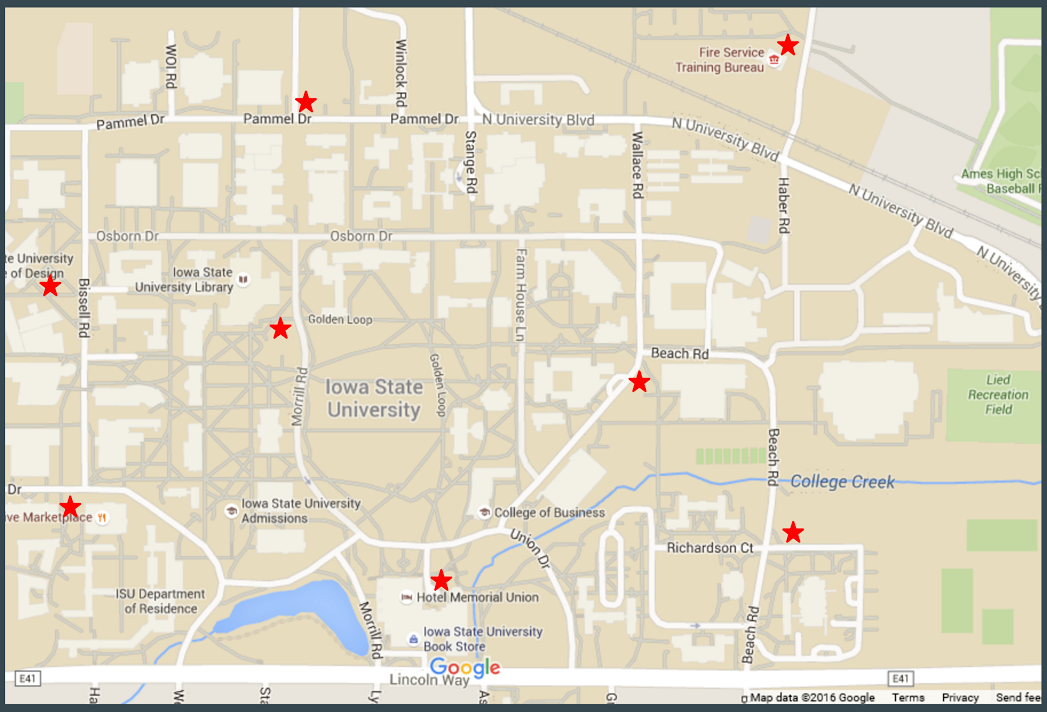 WOI Rd
Winlock Rd
Fire Service
Training Bureau
Pammel Dr
Pammel Dr
Pammel Dr
N University Blvd
N University Blvd
Stange Rd
Wallace Rd
Haber Rd
N University Blvd
N University
Ames High Sc
Baseball F
Osborn Dr
Osborn Dr
te University
e of Design
Iowa State
University Library
Bissell Rd
Farm House Ln
Golden Loop
Golden Loop
Morrill Rd
Iowa State
University
Beach Rd
Lied
Recreation
Field
Beach Rd
College Creek
Dr
ve Marketplace
Iowa State University
Admissions
College of Business
Union Dr
Richardson Ct
ISU Department
of Residence
Hotel Memorial Union
Morrill Rd
Iowa State University
Book Store
Beach Rd
Google
E41
Lincoln Way
E41
Ha
We
Sta
Ly
As
G
Map data ©2016 Google
Terms
Privacy
Send fee